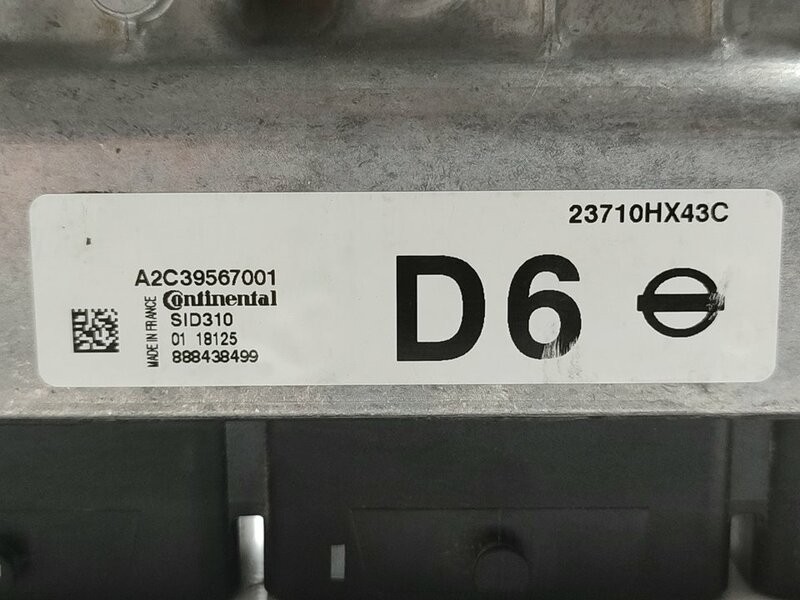 23710HX43C
A2C39567001
Continental
SID310
01 18125
888438499
MADE IN FRANCE
D6